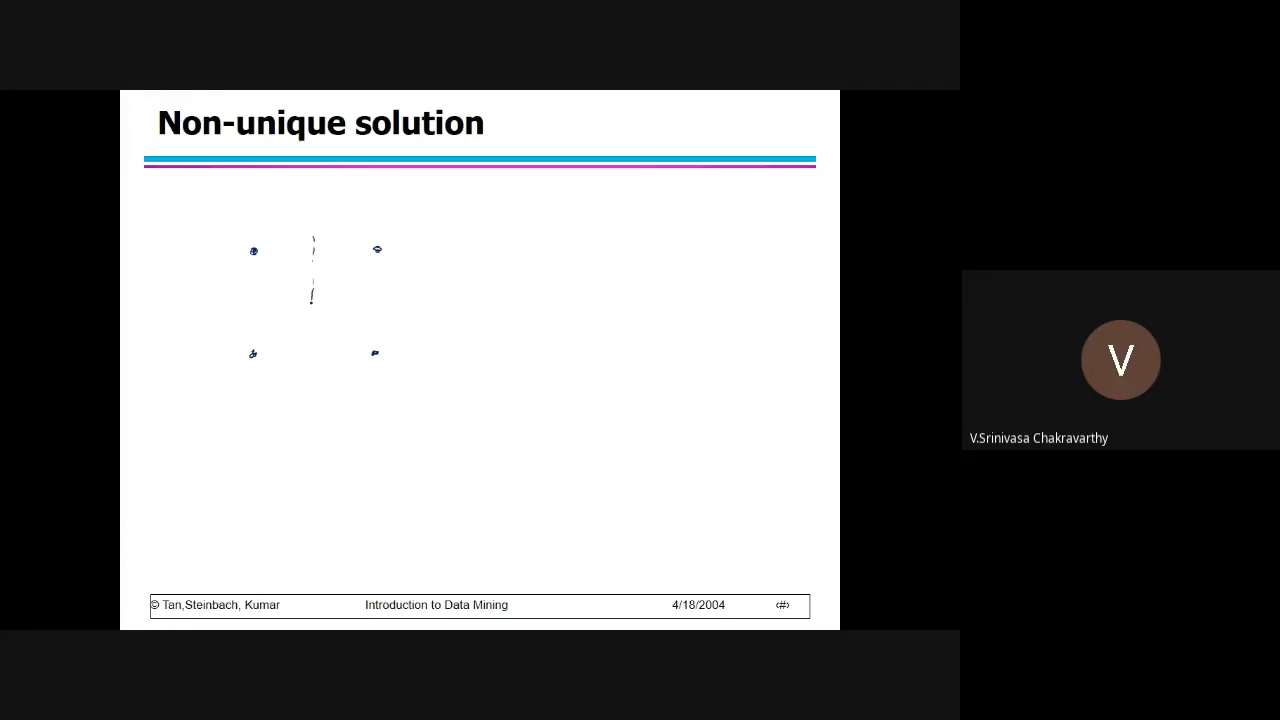 Non-unique solution
© Tan,Steinbach, Kumar Introduction to Data Mining 4/18/2004 ‹#›
V
V.Srinivasa Chakravarthy